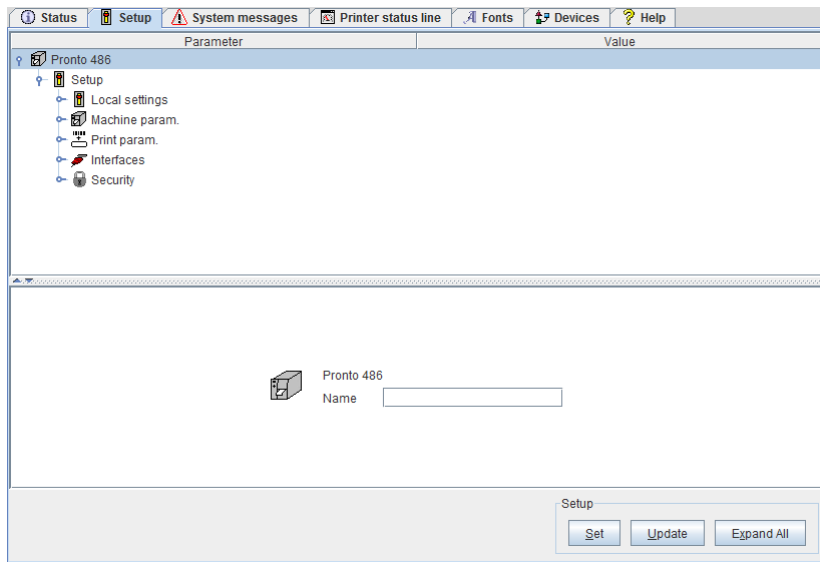 Status Setup System messages Printer status line Fonts Devices Help
Parameter Value
Pronto 486
Setup
Local settings
Machine param.
Print param.
Interfaces
Security
Pronto 486
Name
Setup
Set Update Expand All